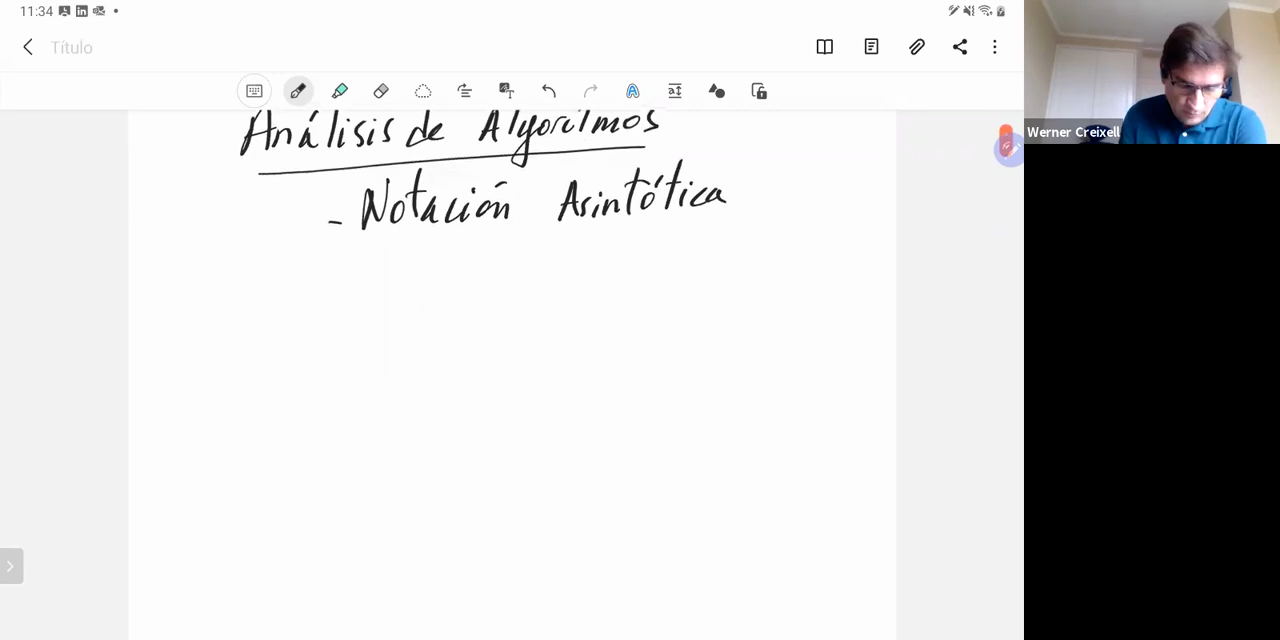 11:34
Título
Werner Creixell
Análisis de Algoritmos
- Notación Asintótica